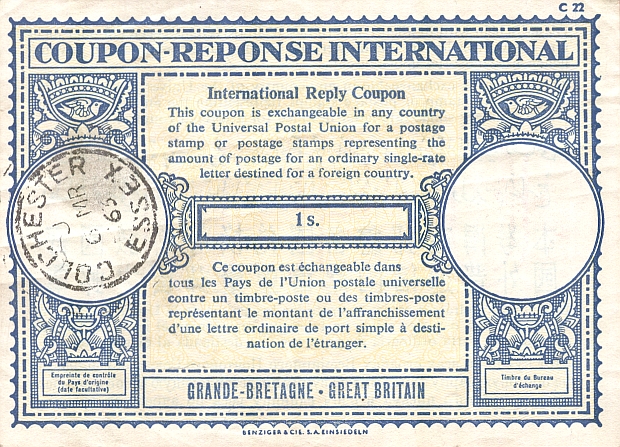 C 22
COUPON-REPONSE INTERNATIONAL
International Reply Coupon
This coupon is exchangeable in any country
of the Universal Postal Union for a postage
stamp or postage stamps representing the
amount of postage for an ordinary single-rate
letter destined for a foreign country.
COLCHESTER ESSEX
MR
65
1 s.
Ce coupon est échangeable dans
tous les Pays de l'Union postale universelle
contre un timbre-poste ou des timbres-poste
représentant le montant de l'affranchissement
d'une lettre ordinaire de port simple à desti-
nation de l'étranger.
Empreinte de contrôle
du Pays d'origine
(date facultative)
GRANDE-BRETAGNE • GREAT BRITAIN
Timbre du Bureau
d'échange
BENZIGER & CIE. S. A. EINSIEDELN